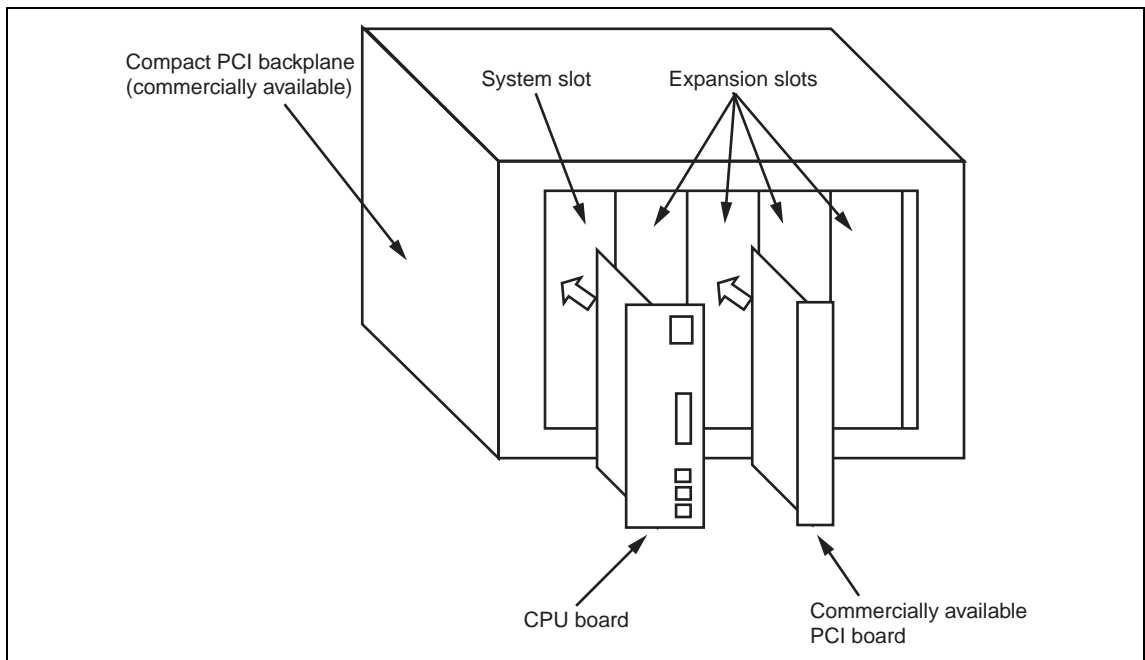 Compact PCI backplane
(commercially available)
System slot
Expansion slots
CPU board
Commercially available
PCI board